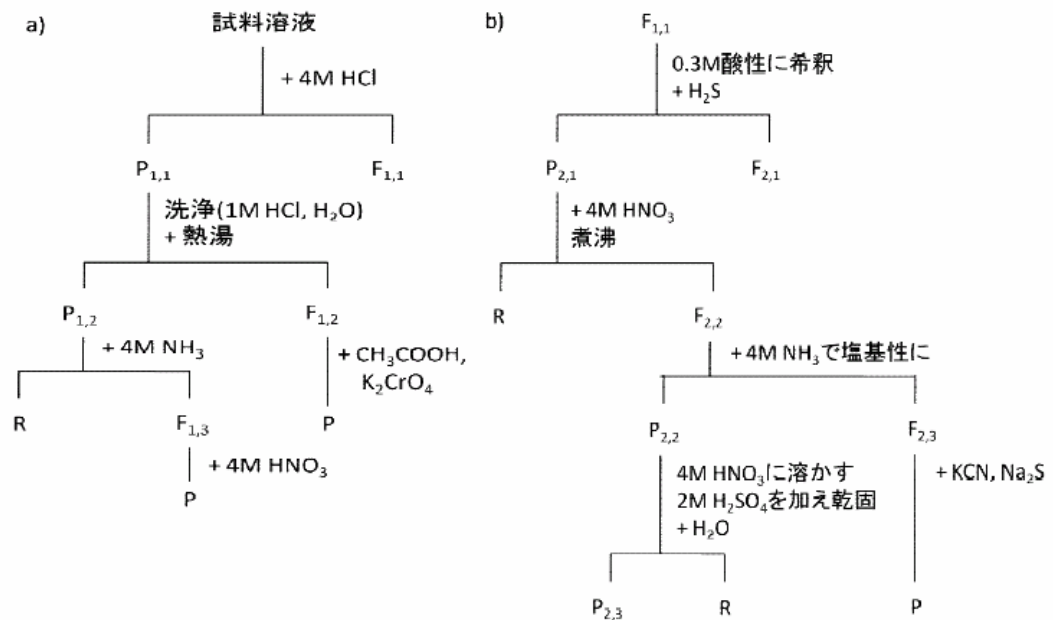 a)
試料溶液
+ 4M HCl
P₁,₁
F₁,₁
洗浄(1M HCl, H₂O)
+ 熱湯
P₁,₂
F₁,₂
+ 4M NH₃
+ CH₃COOH,
K₂CrO₄
R
F₁,₃
P
+ 4M HNO₃
P
b)
F₁,₁
0.3M酸性に希釈
+ H₂S
P₂,₁
F₂,₁
+ 4M HNO₃
煮沸
R
F₂,₂
+ 4M NH₃で塩基性に
P₂,₂
F₂,₃
4M HNO₃に溶かす
2M H₂SO₄を加え乾固
+ H₂O
+ KCN, Na₂S
P₂,₃
R
P